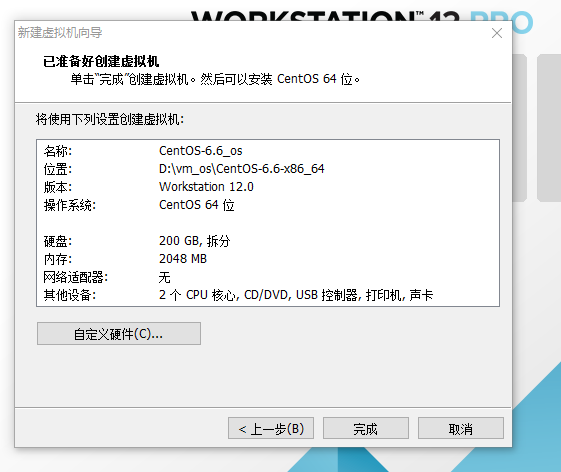 WORKSTATION™ 12 PRO
新建虚拟机向导
已准备好创建虚拟机
单击“完成”创建虚拟机。然后可以安装 CentOS 64 位。
将使用下列设置创建虚拟机:
名称: CentOS-6.6_os
位置: D:\vm_os\CentOS-6.6-x86_64
版本: Workstation 12.0
操作系统: CentOS 64 位
硬盘: 200 GB, 拆分
内存: 2048 MB
网络适配器: 无
其他设备: 2 个 CPU 核心, CD/DVD, USB 控制器, 打印机, 声卡
自定义硬件(C)...
< 上一步(B) 完成 取消